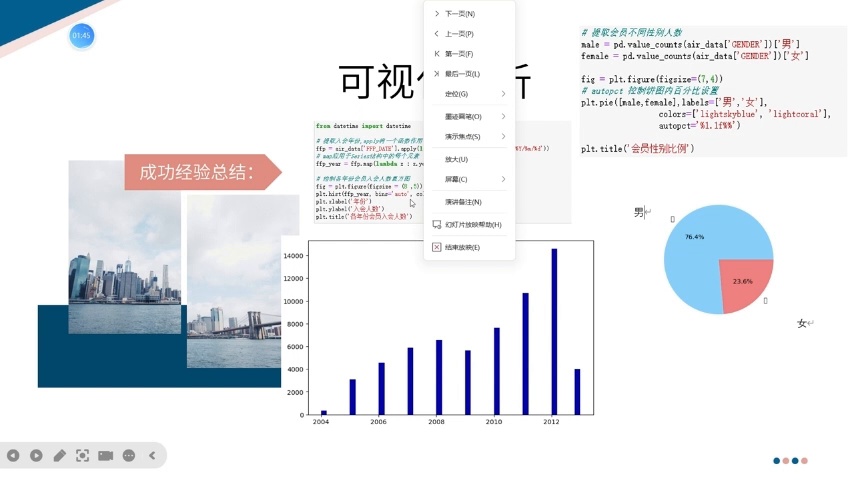 01:45
可视
析
成功经验总结：
下一页(N)
上一页(P)
第一页(F)
最后一页(L)
定位(G)
墨迹画笔(O)
演示焦点(S)
放大(U)
屏幕(C)
演讲备注(N)
幻灯片放映帮助(H)
结束放映(E)
from datetime import datetime
# 提取入会年份,apply将一个函数作用
ffp = air_data['FFP_DATE'].apply(l
%Y/%m/%d'))
# map应用于Series结构中的每个元素
ffp_year = ffp.map(lambda x : x.ye
# 绘制各年份会员入会人数直方图
fig = plt.figure(figsize = (8 ,5))
plt.hist(ffp_year, bins='auto', co
plt.xlabel('年份')
plt.ylabel('入会人数')
plt.title('各年份会员入会人数')
# 提取会员不同性别人数
male = pd.value_counts(air_data['GENDER'])['男']
female = pd.value_counts(air_data['GENDER'])['女']
fig = plt.figure(figsize=(7,4))
# autopct 控制饼图内百分比设置
plt.pie([male,female],labels=['男','女'],
colors=['lightskyblue', 'lightcoral'],
autopct='%1.1f%%')
plt.title('会员性别比例')
男
76.4%
23.6%
女
14000
12000
10000
8000
6000
4000
2000
0
2004
2006
2008
2010
2012